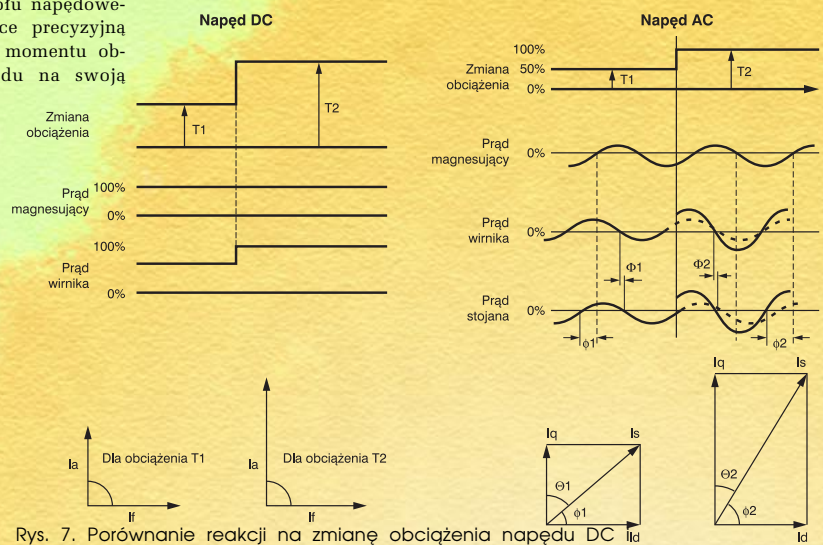 ofu napędowe-
ce precyzyjną
momentu ob-
du na swoją
Napęd DC
Zmiana
obciążenia
T1
T2
Prąd
magnesujący
100%
0%
Prąd
wirnika
100%
0%
Ia
Dla obciążenia T1
If
Ia
Dla obciążenia T2
If
Napęd AC
Zmiana
obciążenia
100%
50%
0%
T1
T2
Prąd
magnesujący
0%
Prąd
wirnika
0%
Φ1
Φ2
Prąd
stojana
0%
ϕ1
ϕ2
Iq
Is
Θ1
ϕ1
Id
Iq
Is
Θ2
ϕ2
Id
Rys. 7. Porównanie reakcji na zmianę obciążenia napędu DC i